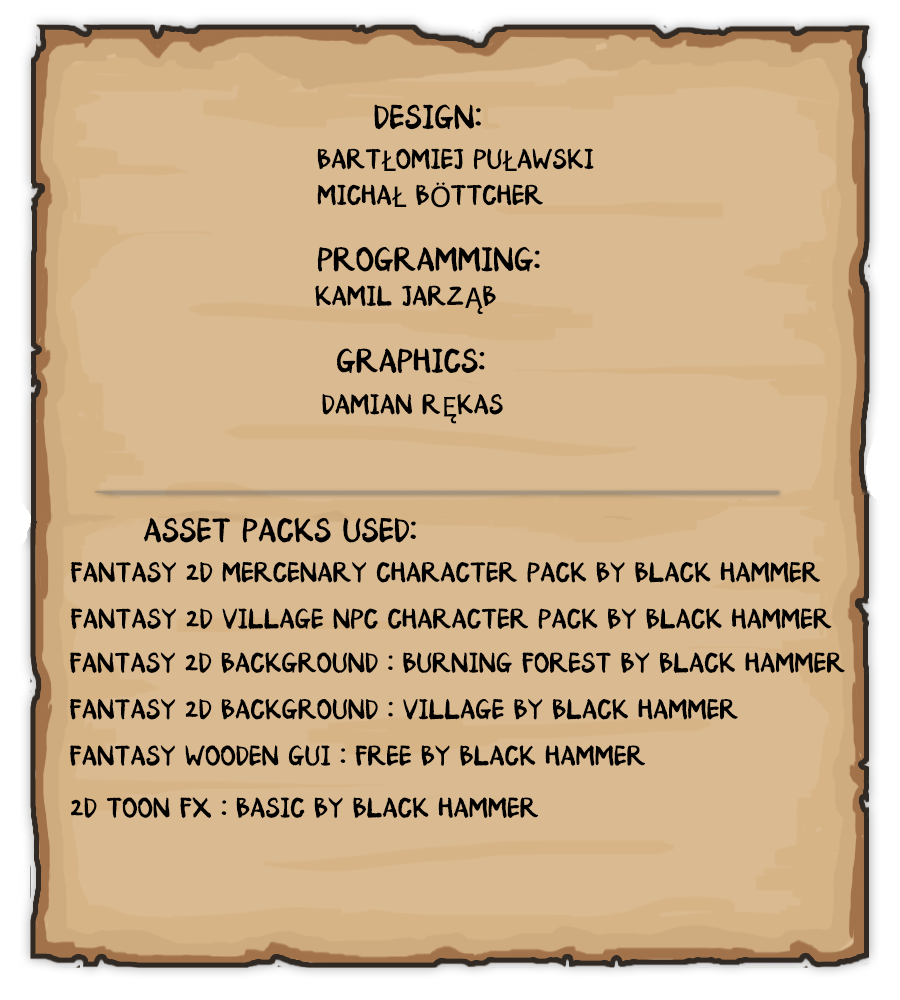 DESIGN:
BARTŁOMIEJ PUŁAWSKI
MICHAŁ BÖTTCHER
PROGRAMMING:
KAMIL JARZĄB
GRAPHICS:
DAMIAN RĘKAS
ASSET PACKS USED:
FANTASY 2D MERCENARY CHARACTER PACK BY BLACK HAMMER
FANTASY 2D VILLAGE NPC CHARACTER PACK BY BLACK HAMMER
FANTASY 2D BACKGROUND : BURNING FOREST BY BLACK HAMMER
FANTASY 2D BACKGROUND : VILLAGE BY BLACK HAMMER
FANTASY WOODEN GUI : FREE BY BLACK HAMMER
2D TOON FX : BASIC BY BLACK HAMMER